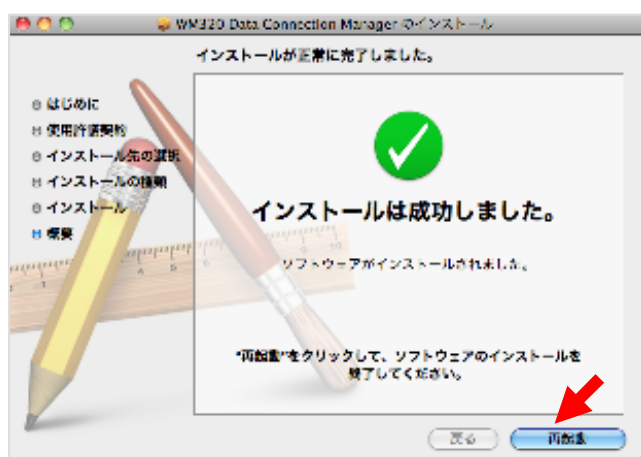 WM320 Data Connection Manager のインストール
インストールが正常に完了しました。
はじめに
使用許諾契約
インストール先の選択
インストールの種類
インストール
概要
インストールは成功しました。
ソフトウェアがインストールされました。
"再起動"をクリックして、ソフトウェアのインストールを
終了してください。
戻る
再起動